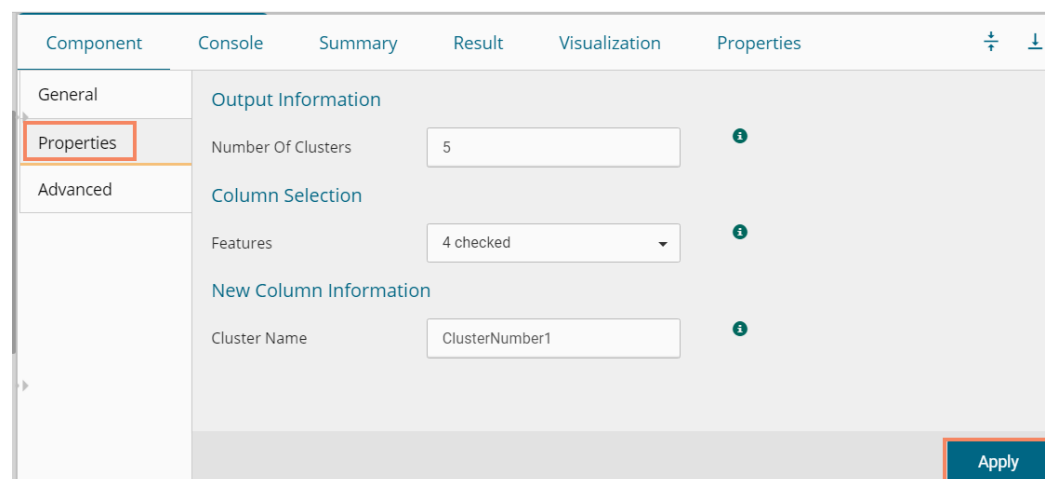 Component Console Summary Result Visualization Properties
General
Properties
Advanced
Output Information
Number Of Clusters 5
Column Selection
Features 4 checked
New Column Information
Cluster Name ClusterNumber1
Apply